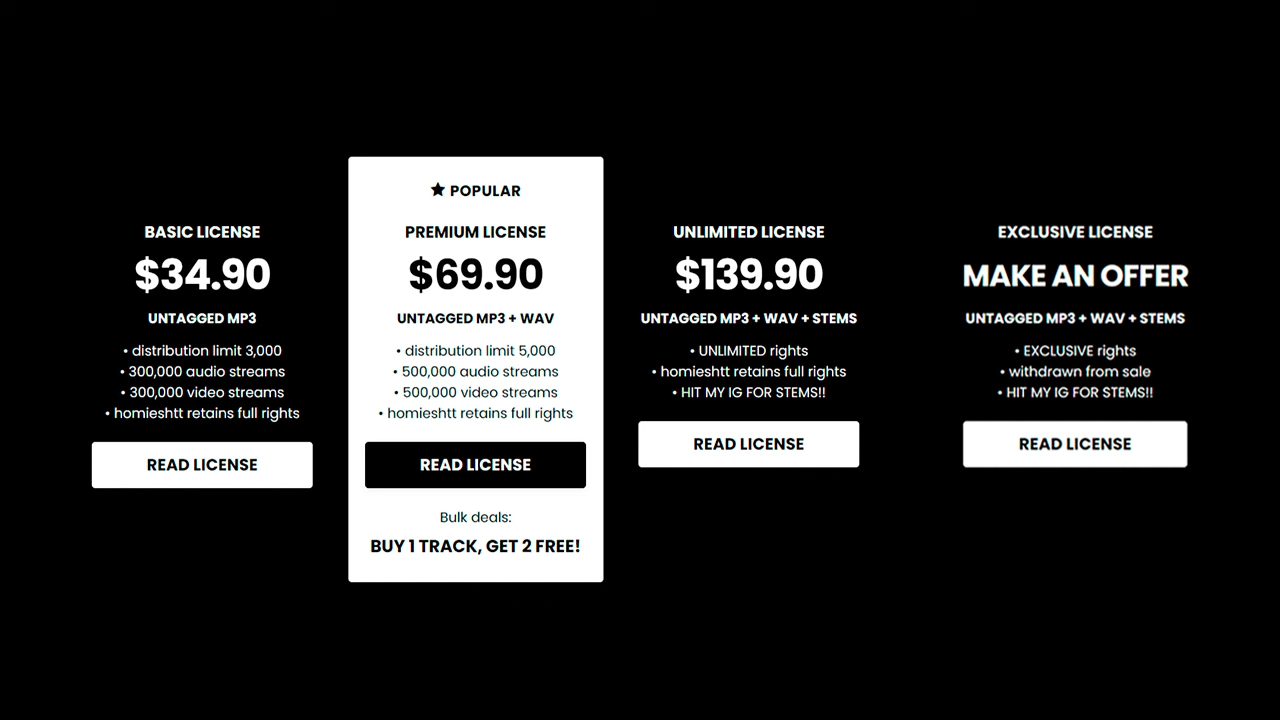 BASIC LICENSE
$34.90
UNTAGGED MP3
• distribution limit 3,000
• 300,000 audio streams
• 300,000 video streams
• homieshtt retains full rights
READ LICENSE
★ POPULAR
PREMIUM LICENSE
$69.90
UNTAGGED MP3 + WAV
• distribution limit 5,000
• 500,000 audio streams
• 500,000 video streams
• homieshtt retains full rights
READ LICENSE
Bulk deals:
BUY 1 TRACK, GET 2 FREE!
UNLIMITED LICENSE
$139.90
UNTAGGED MP3 + WAV + STEMS
• UNLIMITED rights
• homieshtt retains full rights
• HIT MY IG FOR STEMS!!
READ LICENSE
EXCLUSIVE LICENSE
MAKE AN OFFER
UNTAGGED MP3 + WAV + STEMS
• EXCLUSIVE rights
• withdrawn from sale
• HIT MY IG FOR STEMS!!
READ LICENSE